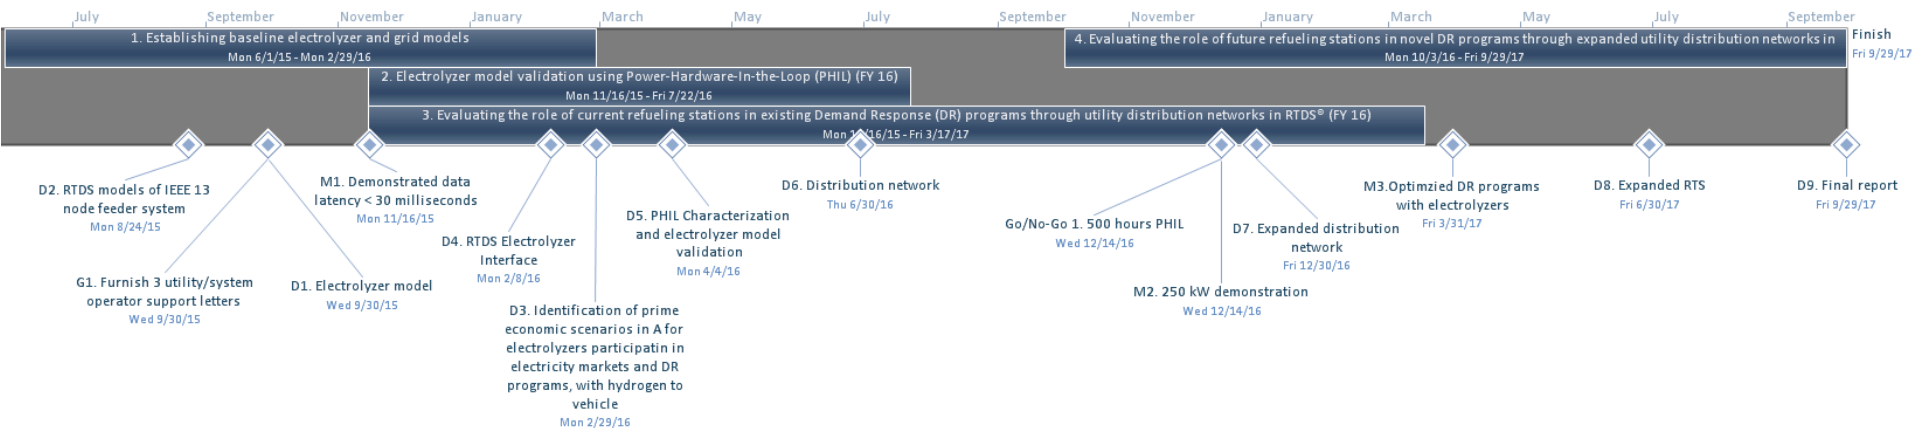 July September November January March May July September November January March May July September
1. Establishing baseline electrolyzer and grid models
Mon 6/1/15 - Mon 2/29/16
4. Evaluating the role of future refueling stations in novel DR programs through expanded utility distribution networks in
Mon 10/3/16 - Fri 9/29/17
Finish
Fri 9/29/17
2. Electrolyzer model validation using Power-Hardware-In-the-Loop (PHIL) (FY 16)
Mon 11/16/15 - Fri 7/22/16
3. Evaluating the role of current refueling stations in existing Demand Response (DR) programs through utility distribution networks in RTDS® (FY 16)
Mon 11/16/15 - Fri 3/17/17
D2. RTDS models of IEEE 13
node feeder system
Mon 8/24/15
G1. Furnish 3 utility/system
operator support letters
Wed 9/30/15
D1. Electrolyzer model
Wed 9/30/15
M1. Demonstrated data
latency < 30 milliseconds
Mon 11/16/15
D4. RTDS Electrolyzer
Interface
Mon 2/8/16
D3. Identification of prime
economic scenarios in A for
electrolyzers participatin in
electricity markets and DR
programs, with hydrogen to
vehicle
Mon 2/29/16
D5. PHIL Characterization
and electrolyzer model
validation
Mon 4/4/16
D6. Distribution network
Thu 6/30/16
Go/No-Go 1. 500 hours PHIL
Wed 12/14/16
M2. 250 kW demonstration
Wed 12/14/16
D7. Expanded distribution
network
Fri 12/30/16
M3.Optimzied DR programs
with electrolyzers
Fri 3/31/17
D8. Expanded RTS
Fri 6/30/17
D9. Final report
Fri 9/29/17